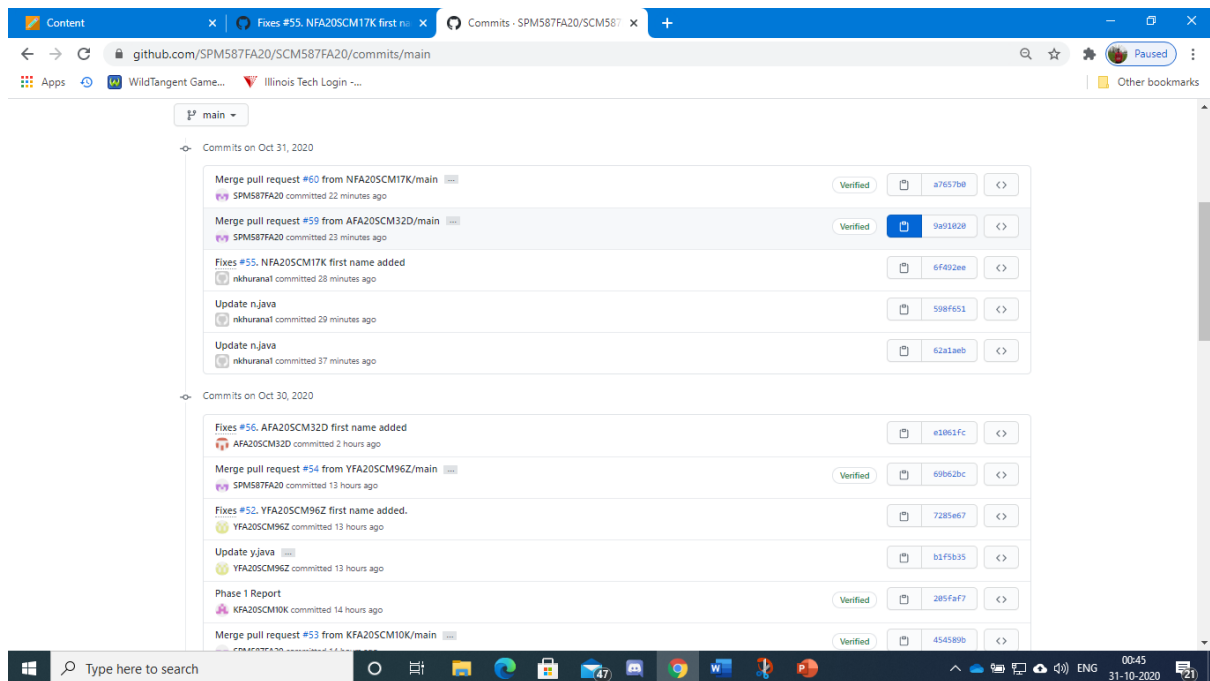 Content
Fixes #55. NFA20SCM17K first na
Commits · SPM587FA20/SCM587
github.com/SPM587FA20/SCM587FA20/commits/main
Paused
Apps
WildTangent Game...
Illinois Tech Login -...
Other bookmarks
main
Commits on Oct 31, 2020
Merge pull request #60 from NFA20SCM17K/main ...
SPM587FA20 committed 22 minutes ago
Verified
a7657b0
Merge pull request #59 from AFA20SCM32D/main ...
SPM587FA20 committed 23 minutes ago
Verified
9a91020
Fixes #55. NFA20SCM17K first name added
nkhurana1 committed 28 minutes ago
6f492ee
Update n.java
nkhurana1 committed 29 minutes ago
598f651
Update n.java
nkhurana1 committed 37 minutes ago
62a1aeb
Commits on Oct 30, 2020
Fixes #56. AFA20SCM32D first name added
AFA20SCM32D committed 2 hours ago
e1061fc
Merge pull request #54 from YFA20SCM96Z/main ...
SPM587FA20 committed 13 hours ago
Verified
69b62bc
Fixes #52. YFA20SCM96Z first name added.
YFA20SCM96Z committed 13 hours ago
7285e67
Update y.java ...
YFA20SCM96Z committed 13 hours ago
b1f5b35
Phase 1 Report
KFA20SCM10K committed 14 hours ago
Verified
205faf7
Merge pull request #53 from KFA20SCM10K/main ...
SPM587FA20 committed 14 hours ago
Verified
454589b
Type here to search
47
ENG
00:45
31-10-2020
21